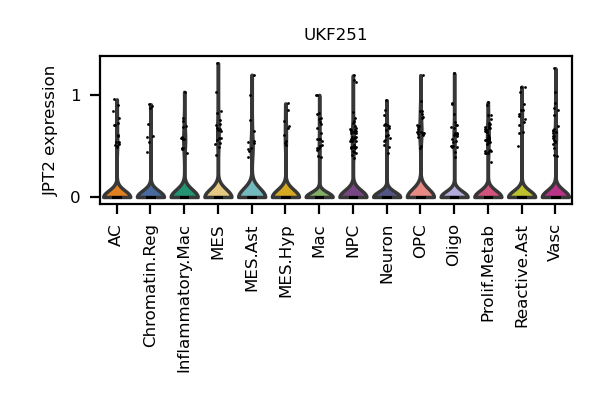 UKF251
JPT2 expression
1
0
AC
Chromatin.Reg
Inflammatory.Mac
MES
MES.Ast
MES.Hyp
Mac
NPC
Neuron
OPC
Oligo
Prolif.Metab
Reactive.Ast
Vasc